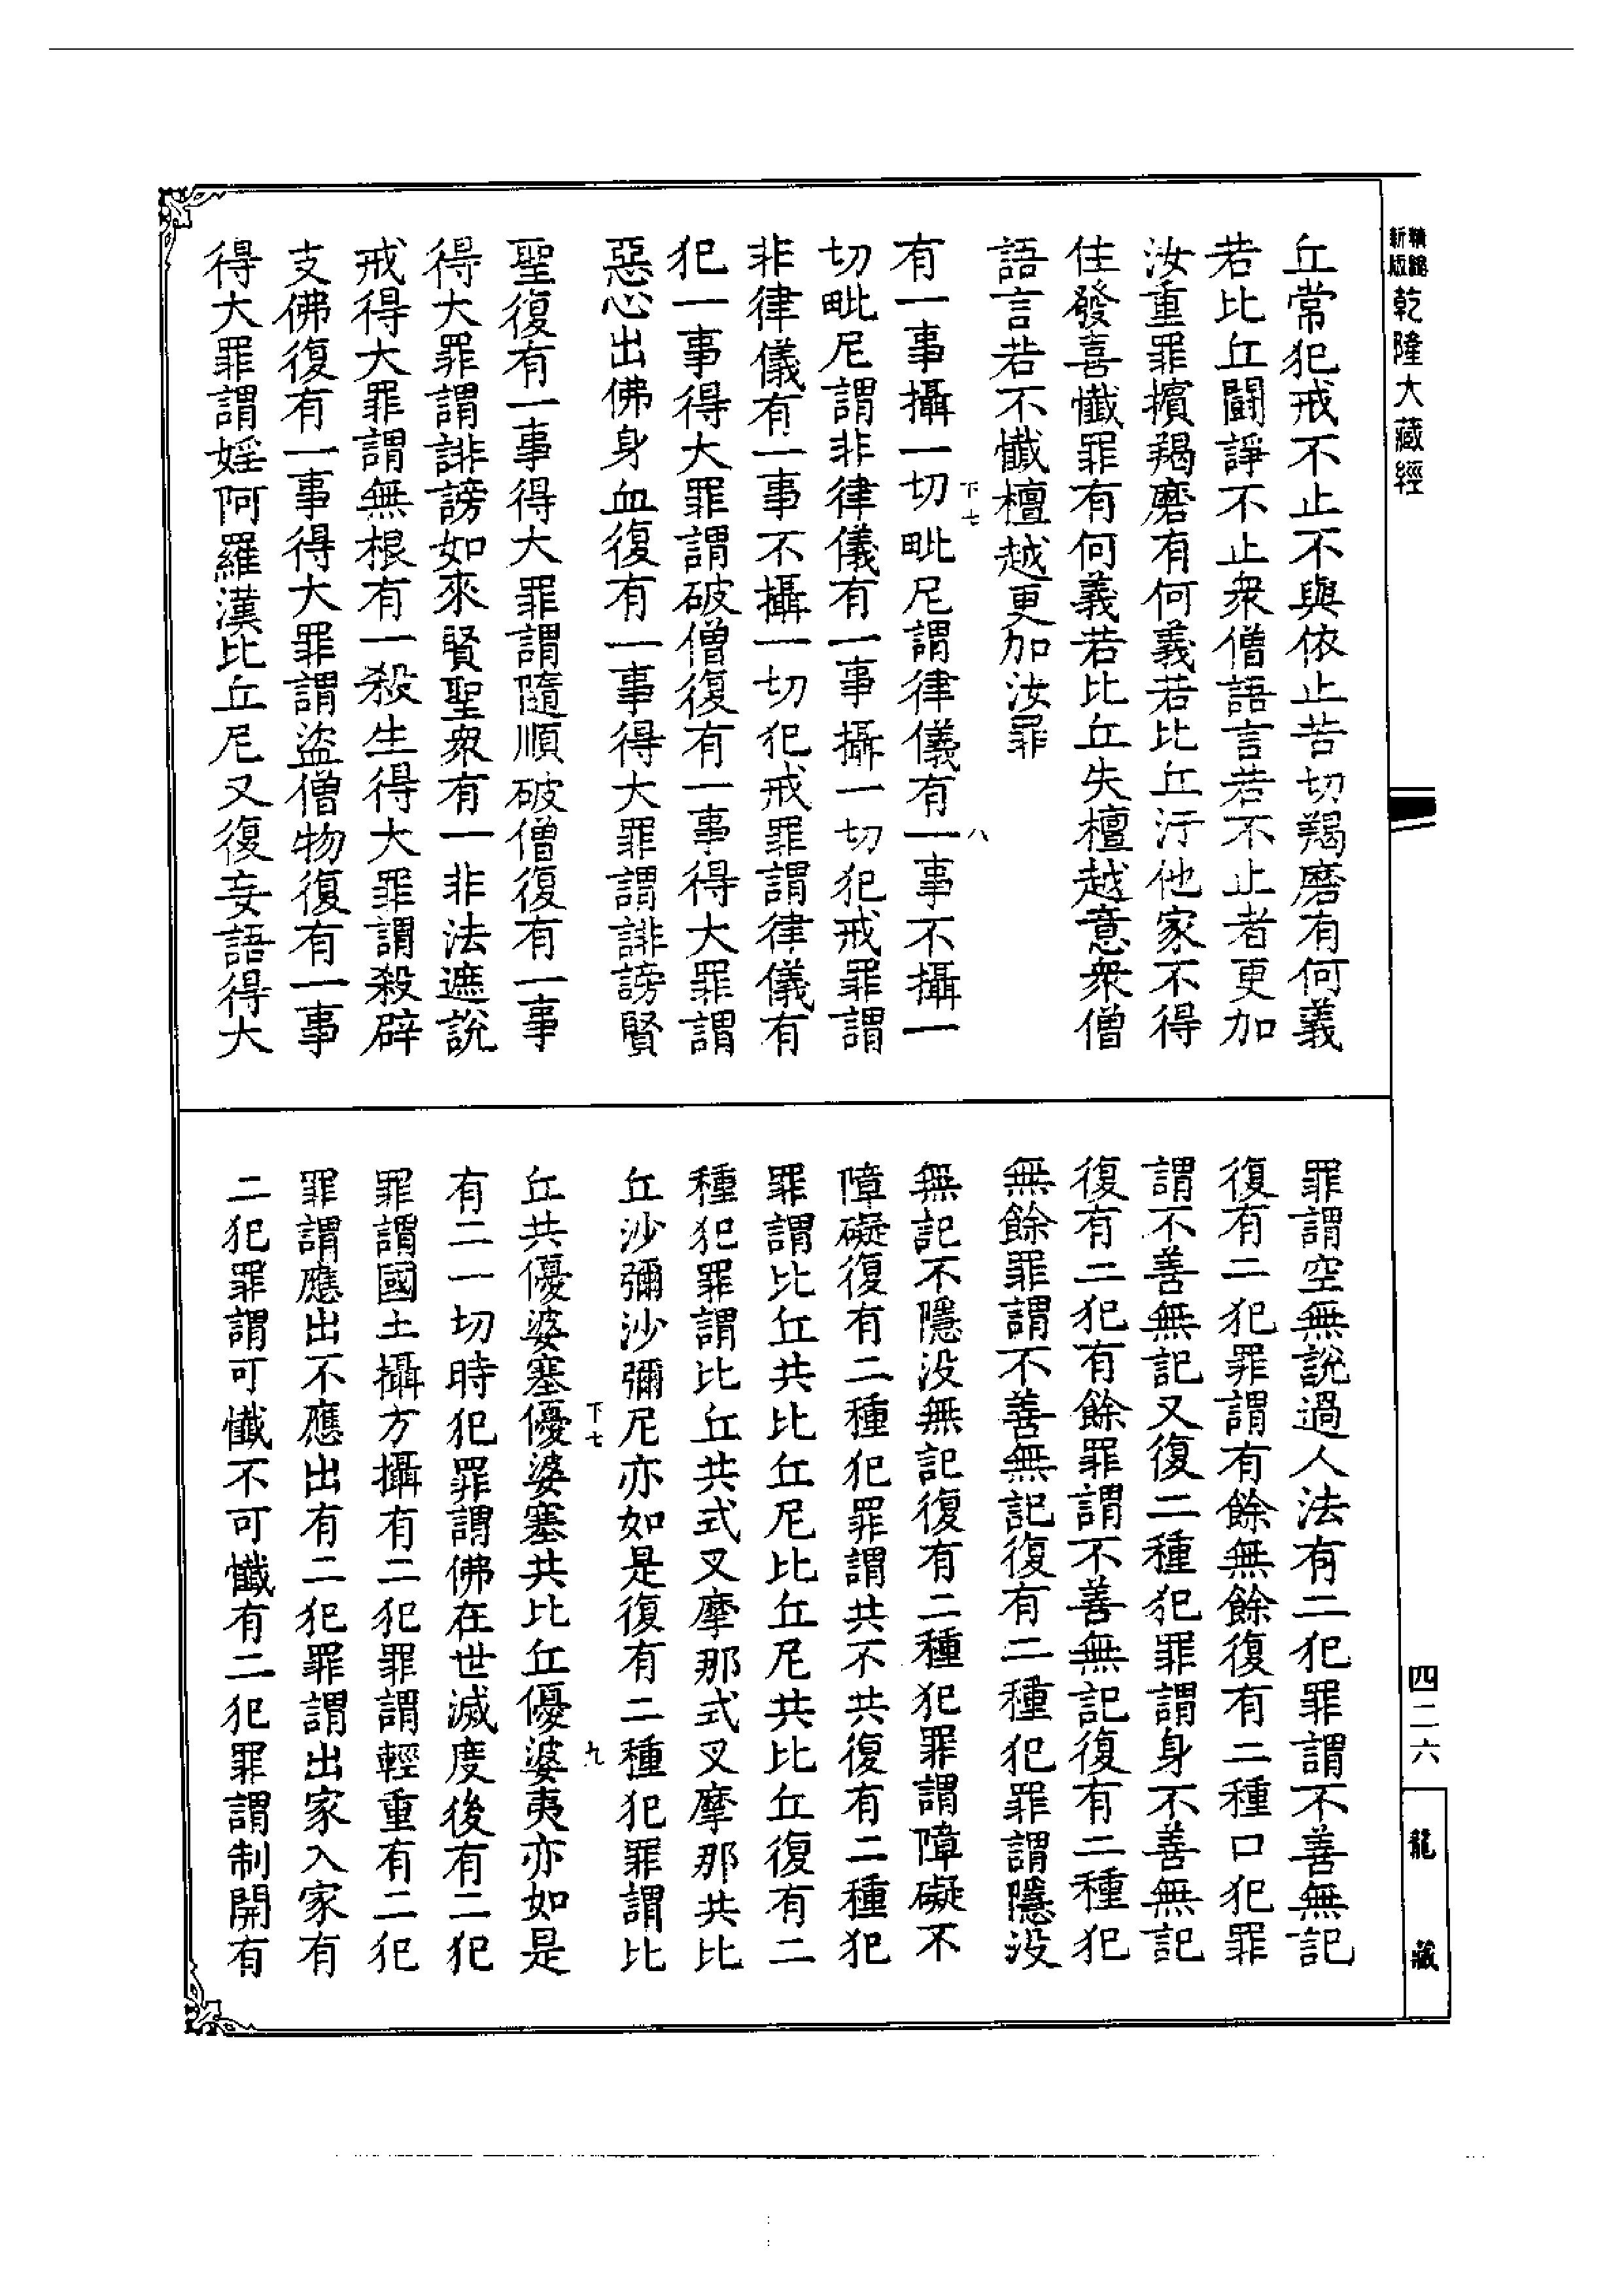 新版精縮乾隆大藏經
丘常犯戒不止不與依止苦切羯磨有何義
若比丘鬪諍不止衆僧語言若不止者更加
汝重罪擯羯磨有何義若比丘汙他家不得
住發喜懺罪有何義若比丘失檀越意衆僧
語言若不懺檀越更加汝罪
下七
八
有一事攝一切毗尼謂律儀有一事不攝一
切毗尼謂非律儀有一事攝一切犯戒罪謂
非律儀有一事不攝一切犯戒罪謂律儀有
犯一事得大罪謂破僧復有一事得大罪謂
惡心出佛身血復有一事得大罪謂誹謗賢
聖復有一事得大罪謂隨順破僧復有一事
得大罪謂誹謗如來賢聖衆有一非法遮說
戒得大罪謂無根有一殺生得大罪謂殺辟
支佛復有一事得大罪謂盜僧物復有一事
得大罪謂婬阿羅漢比丘尼又復妄語得大
罪謂空無說過人法有二犯罪謂不善無記
復有二犯罪謂有餘無餘復有二種口犯罪
謂不善無記又復二種犯罪謂身不善無記
復有二犯有餘罪謂不善無記復有二種犯
無餘罪謂不善無記復有二種犯罪謂隱没
無記不隱没無記復有二種犯罪謂障礙不
障礙復有二種犯罪謂共不共復有二種犯
罪謂比丘共比丘尼比丘尼共比丘復有二
種犯罪謂比丘共式叉摩那式叉摩那共比
丘沙彌沙彌尼亦如是復有二種犯罪謂比
下七
九
丘共優婆塞優婆塞共比丘優婆夷亦如是
有二一切時犯罪謂佛在世滅度後有二犯
罪謂國土攝方攝有二犯罪謂輕重有二犯
罪謂應出不應出有二犯罪謂出家入家有
二犯罪謂可懺不可懺有二犯罪謂制開有
四二六
龍藏